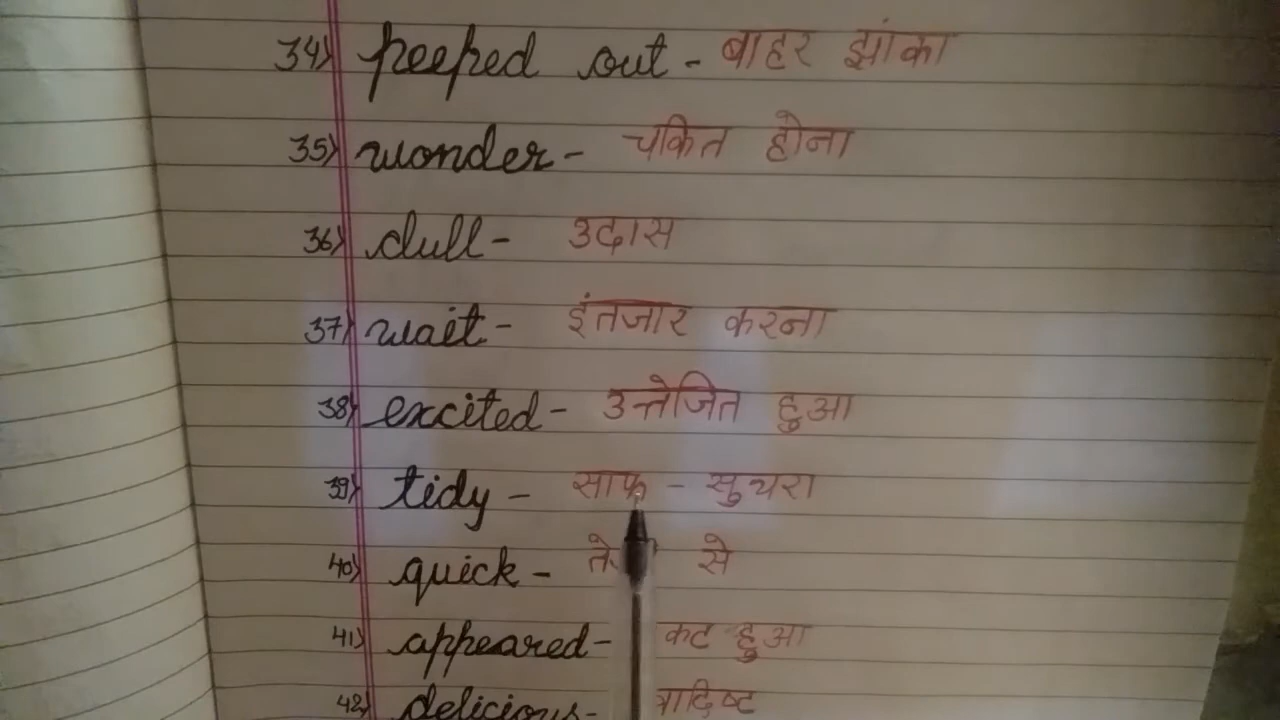 34) peeped out - बाहर झांका
35) wonder - चकित होना
36) dull - उदास
37) wait - इंतजार करना
38) excited - उत्तेजित हुआ
39) tidy - साफ - सुथरा
40) quick - से
41) appeared - हुआ
42) delicious -